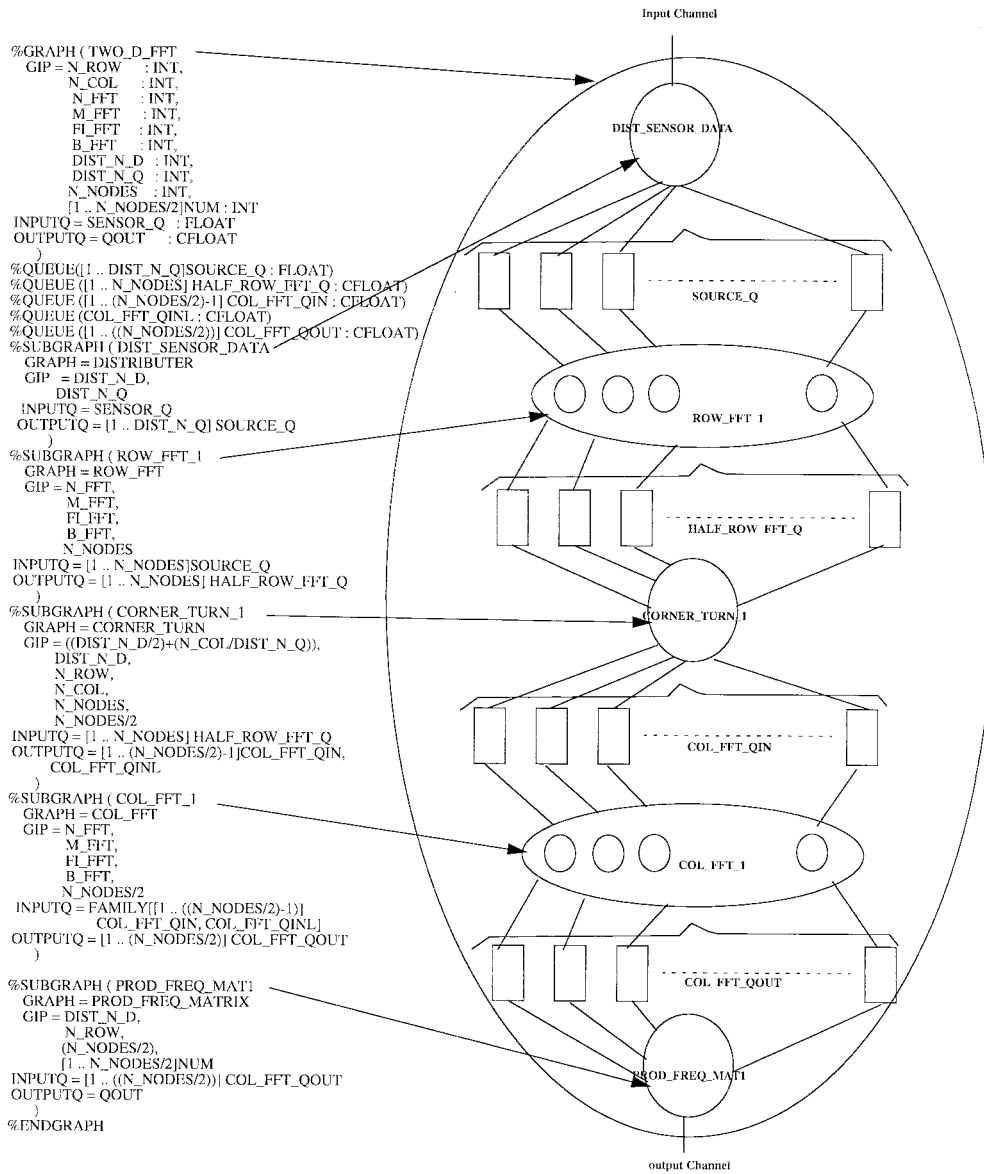 Input Channel
%GRAPH ( TWO_D_FFT
GIP = N_ROW : INT,
N_COL : INT,
N_FFT : INT,
M_FFT : INT,
FI_FFT : INT,
B_FFT : INT,
DIST_N_D : INT,
DIST_N_Q : INT,
N_NODES : INT,
[1 .. N_NODES/2]NUM : INT
INPUTQ = SENSOR_Q : FLOAT
OUTPUTQ = QOUT : CFLOAT
)
%QUEUE([1 .. DIST_N_Q]SOURCE_Q : FLOAT)
%QUEUE ([1 .. N_NODES] HALF_ROW_FFT_Q : CFLOAT)
%QUEUE ([1 .. (N_NODES/2)-1] COL_FFT_QIN : CFLOAT)
%QUEUE (COL_FFT_QINL : CFLOAT)
%QUEUE ([1 .. ((N_NODES/2))] COL_FFT_QOUT : CFLOAT)
%SUBGRAPH ( DIST_SENSOR_DATA
GRAPH = DISTRIBUTER
GIP = DIST_N_D,
DIST_N_Q
INPUTQ = SENSOR_Q
OUTPUTQ = [1 .. DIST_N_Q] SOURCE_Q
)
%SUBGRAPH ( ROW_FFT_1
GRAPH = ROW_FFT
GIP = N_FFT,
M_FFT,
FI_FFT,
B_FFT,
N_NODES
INPUTQ = [1 .. N_NODES]SOURCE_Q
OUTPUTQ = [1 .. N_NODES] HALF_ROW_FFT_Q
)
%SUBGRAPH ( CORNER_TURN_1
GRAPH = CORNER_TURN
GIP = ((DIST_N_D/2)+(N_COL/DIST_N_Q)),
DIST_N_D,
N_ROW,
N_COL,
N_NODES,
N_NODES/2
INPUTQ = [1 .. N_NODES] HALF_ROW_FFT_Q
OUTPUTQ = [1 .. (N_NODES/2)-1]COL_FFT_QIN,
COL_FFT_QINL
)
%SUBGRAPH ( COL_FFT_1
GRAPH = COL_FFT
GIP = N_FFT,
M_FFT,
FI_FFT,
B_FFT,
N_NODES/2
INPUTQ = FAMILY[[1 .. ((N_NODES/2)-1)]
COL_FFT_QIN, COL_FFT_QINL]
OUTPUTQ = [1 .. (N_NODES/2)] COL_FFT_QOUT
)
%SUBGRAPH ( PROD_FREQ_MAT1
GRAPH = PROD_FREQ_MATRIX
GIP = DIST_N_D,
N_ROW,
(N_NODES/2),
[1 .. N_NODES/2]NUM
INPUTQ = [1 .. ((N_NODES/2))] COL_FFT_QOUT
OUTPUTQ = QOUT
)
%ENDGRAPH
DIST_SENSOR_DATA
SOURCE_Q
ROW_FFT_1
HALF_ROW_FFT_Q
CORNER_TURN_1
COL_FFT_QIN
COL_FFT_1
COL_FFT_QOUT
PROD_FREQ_MAT1
output Channel